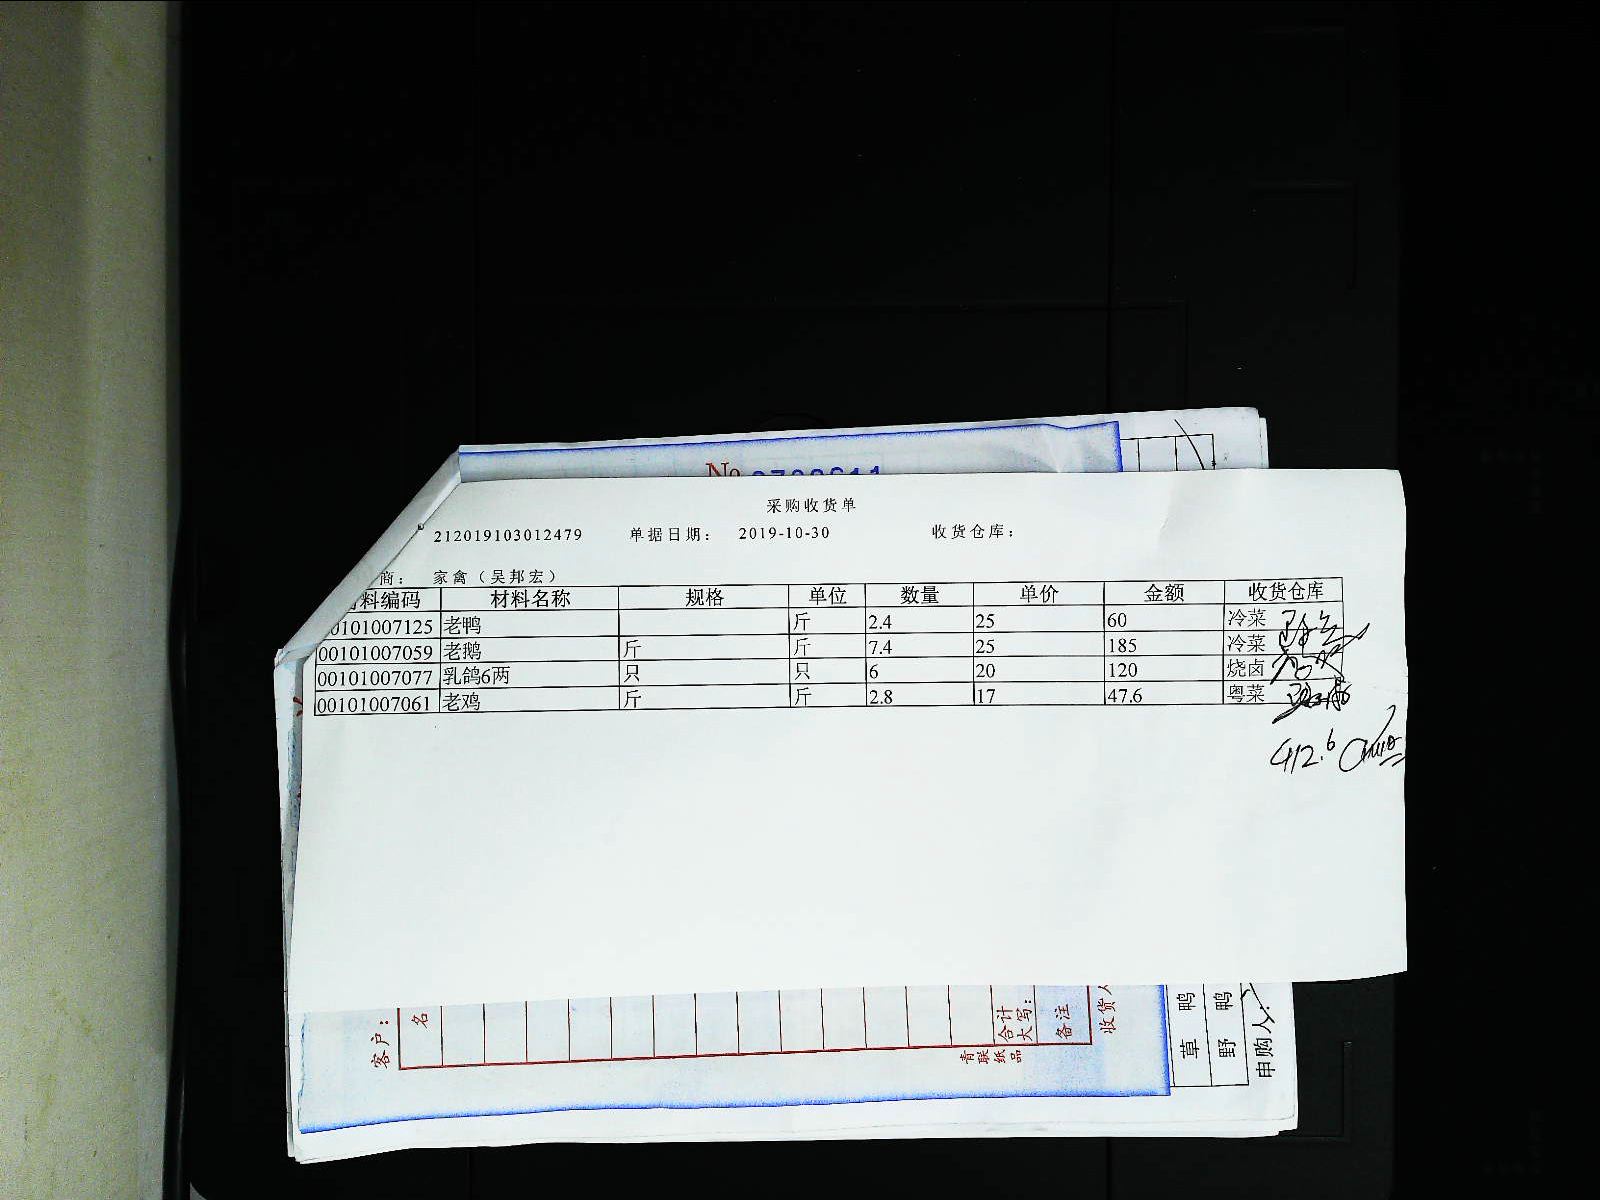 采购收货单
212019103012479 单据日期： 2019-10-30 收货仓库：
商： 家禽（吴邦宏）
料编码 材料名称 规格 单位 数量 单价 金额 收货仓库
00101007125 老鸭 斤 2.4 25 60 冷菜
00101007059 老鹅 斤 斤 7.4 25 185 冷菜
00101007077 乳鸽6两 只 只 6 20 120 烧卤
00101007061 老鸡 斤 斤 2.8 17 47.6 粤菜
412.6
客户：
名
合计
大写：
备注
收货人
青联纸品
草鸭
野鸭
申购人：